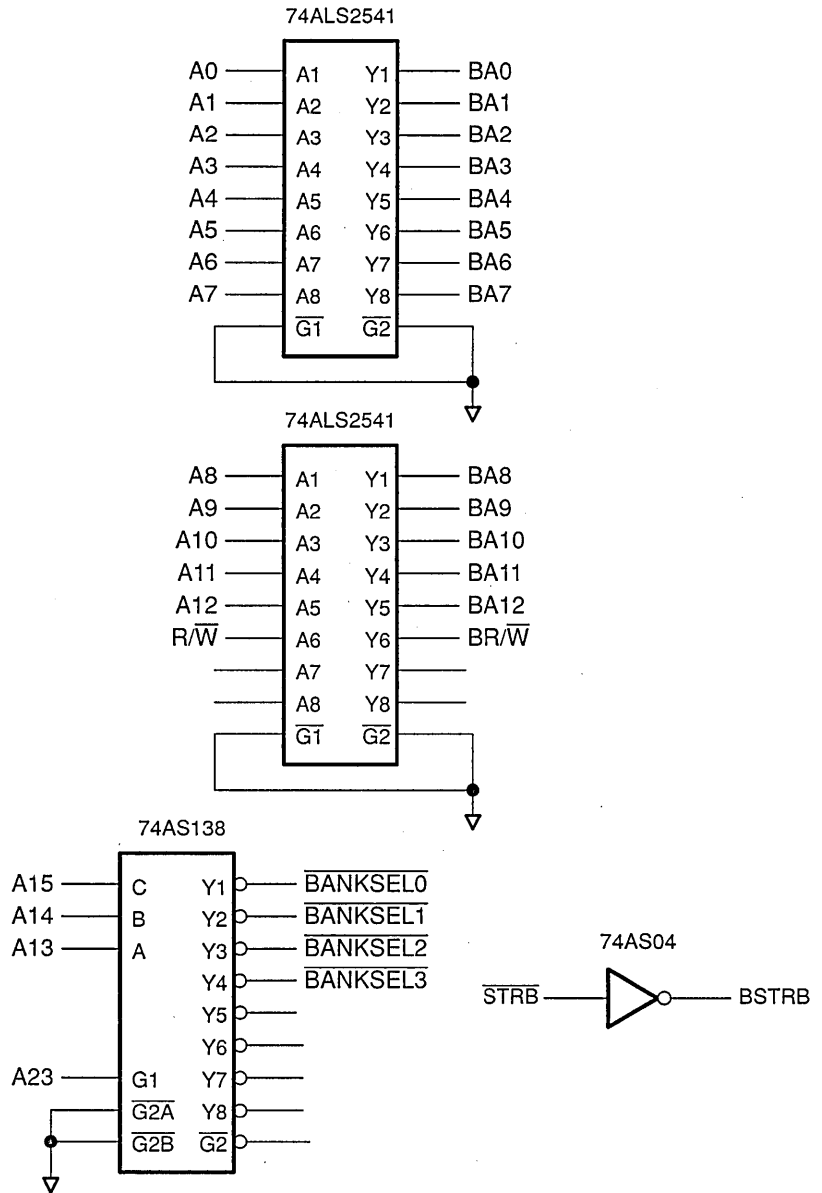 74ALS2541
A0 A1 Y1 BA0
A1 A2 Y2 BA1
A2 A3 Y3 BA2
A3 A4 Y4 BA3
A4 A5 Y5 BA4
A5 A6 Y6 BA5
A6 A7 Y7 BA6
A7 A8 Y8 BA7
G1 G2
74ALS2541
A8 A1 Y1 BA8
A9 A2 Y2 BA9
A10 A3 Y3 BA10
A11 A4 Y4 BA11
A12 A5 Y5 BA12
R/W A6 Y6 BR/W
A7 Y7
A8 Y8
G1 G2
74AS138
A15 C Y1 BANKSEL0
A14 B Y2 BANKSEL1
A13 A Y3 BANKSEL2
Y4 BANKSEL3
Y5
Y6
A23 G1 Y7
G2A Y8
G2B G2
74AS04
STRB BSTRB